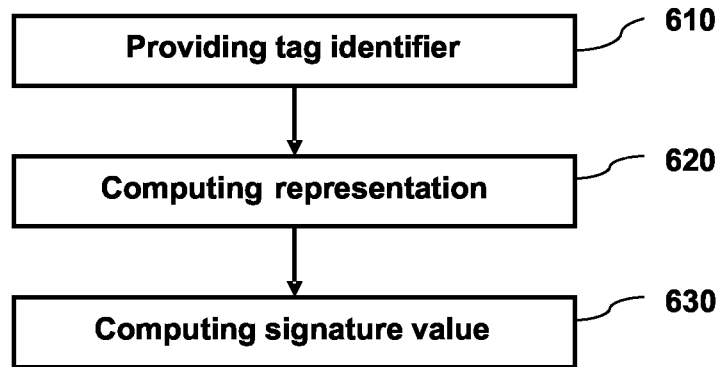 Providing tag identifier
610
Computing representation
620
Computing signature value
630